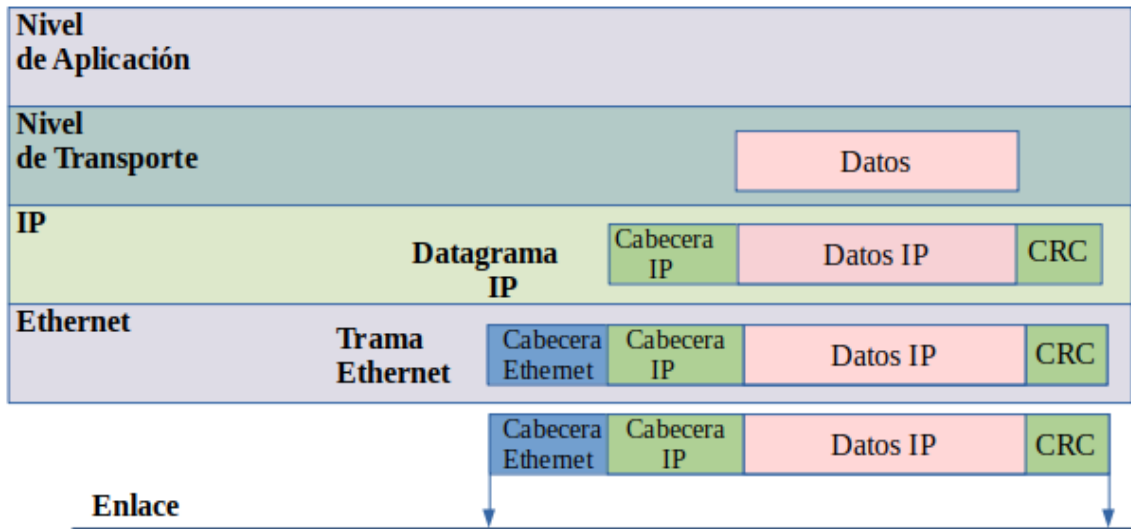 Nivel
de Aplicación
Nivel
de Transporte
Datos
IP
Datagrama
IP
Cabecera
IP
Datos IP
CRC
Ethernet
Trama
Ethernet
Cabecera
Ethernet
Cabecera
IP
Datos IP
CRC
Cabecera
Ethernet
Cabecera
IP
Datos IP
CRC
Enlace